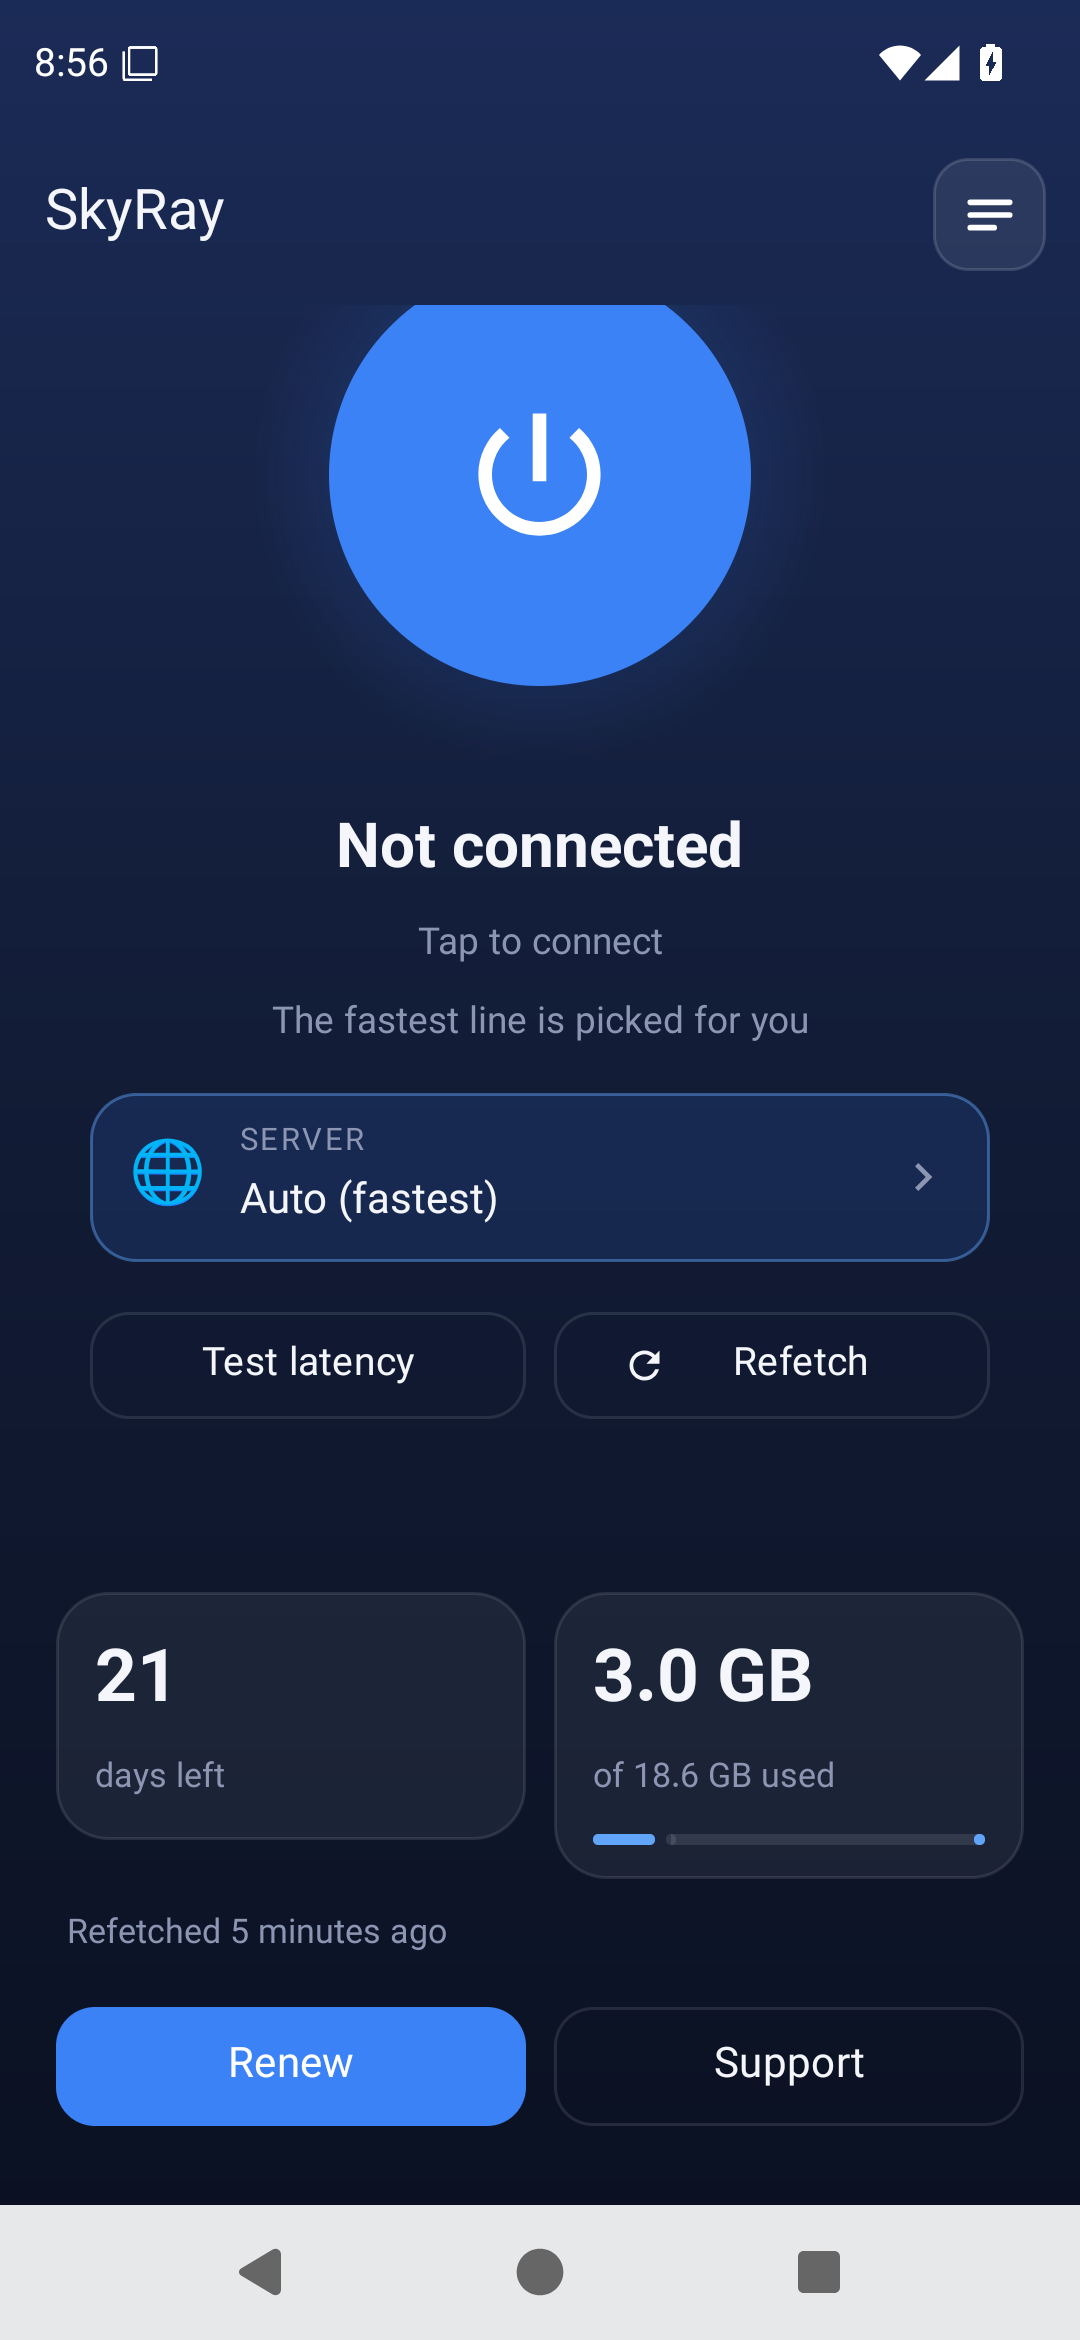 8:56
SkyRay
Not connected
Tap to connect
The fastest line is picked for you
SERVER
Auto (fastest)
Test latency
Refetch
21
days left
3.0 GB
of 18.6 GB used
Refetched 5 minutes ago
Renew
Support